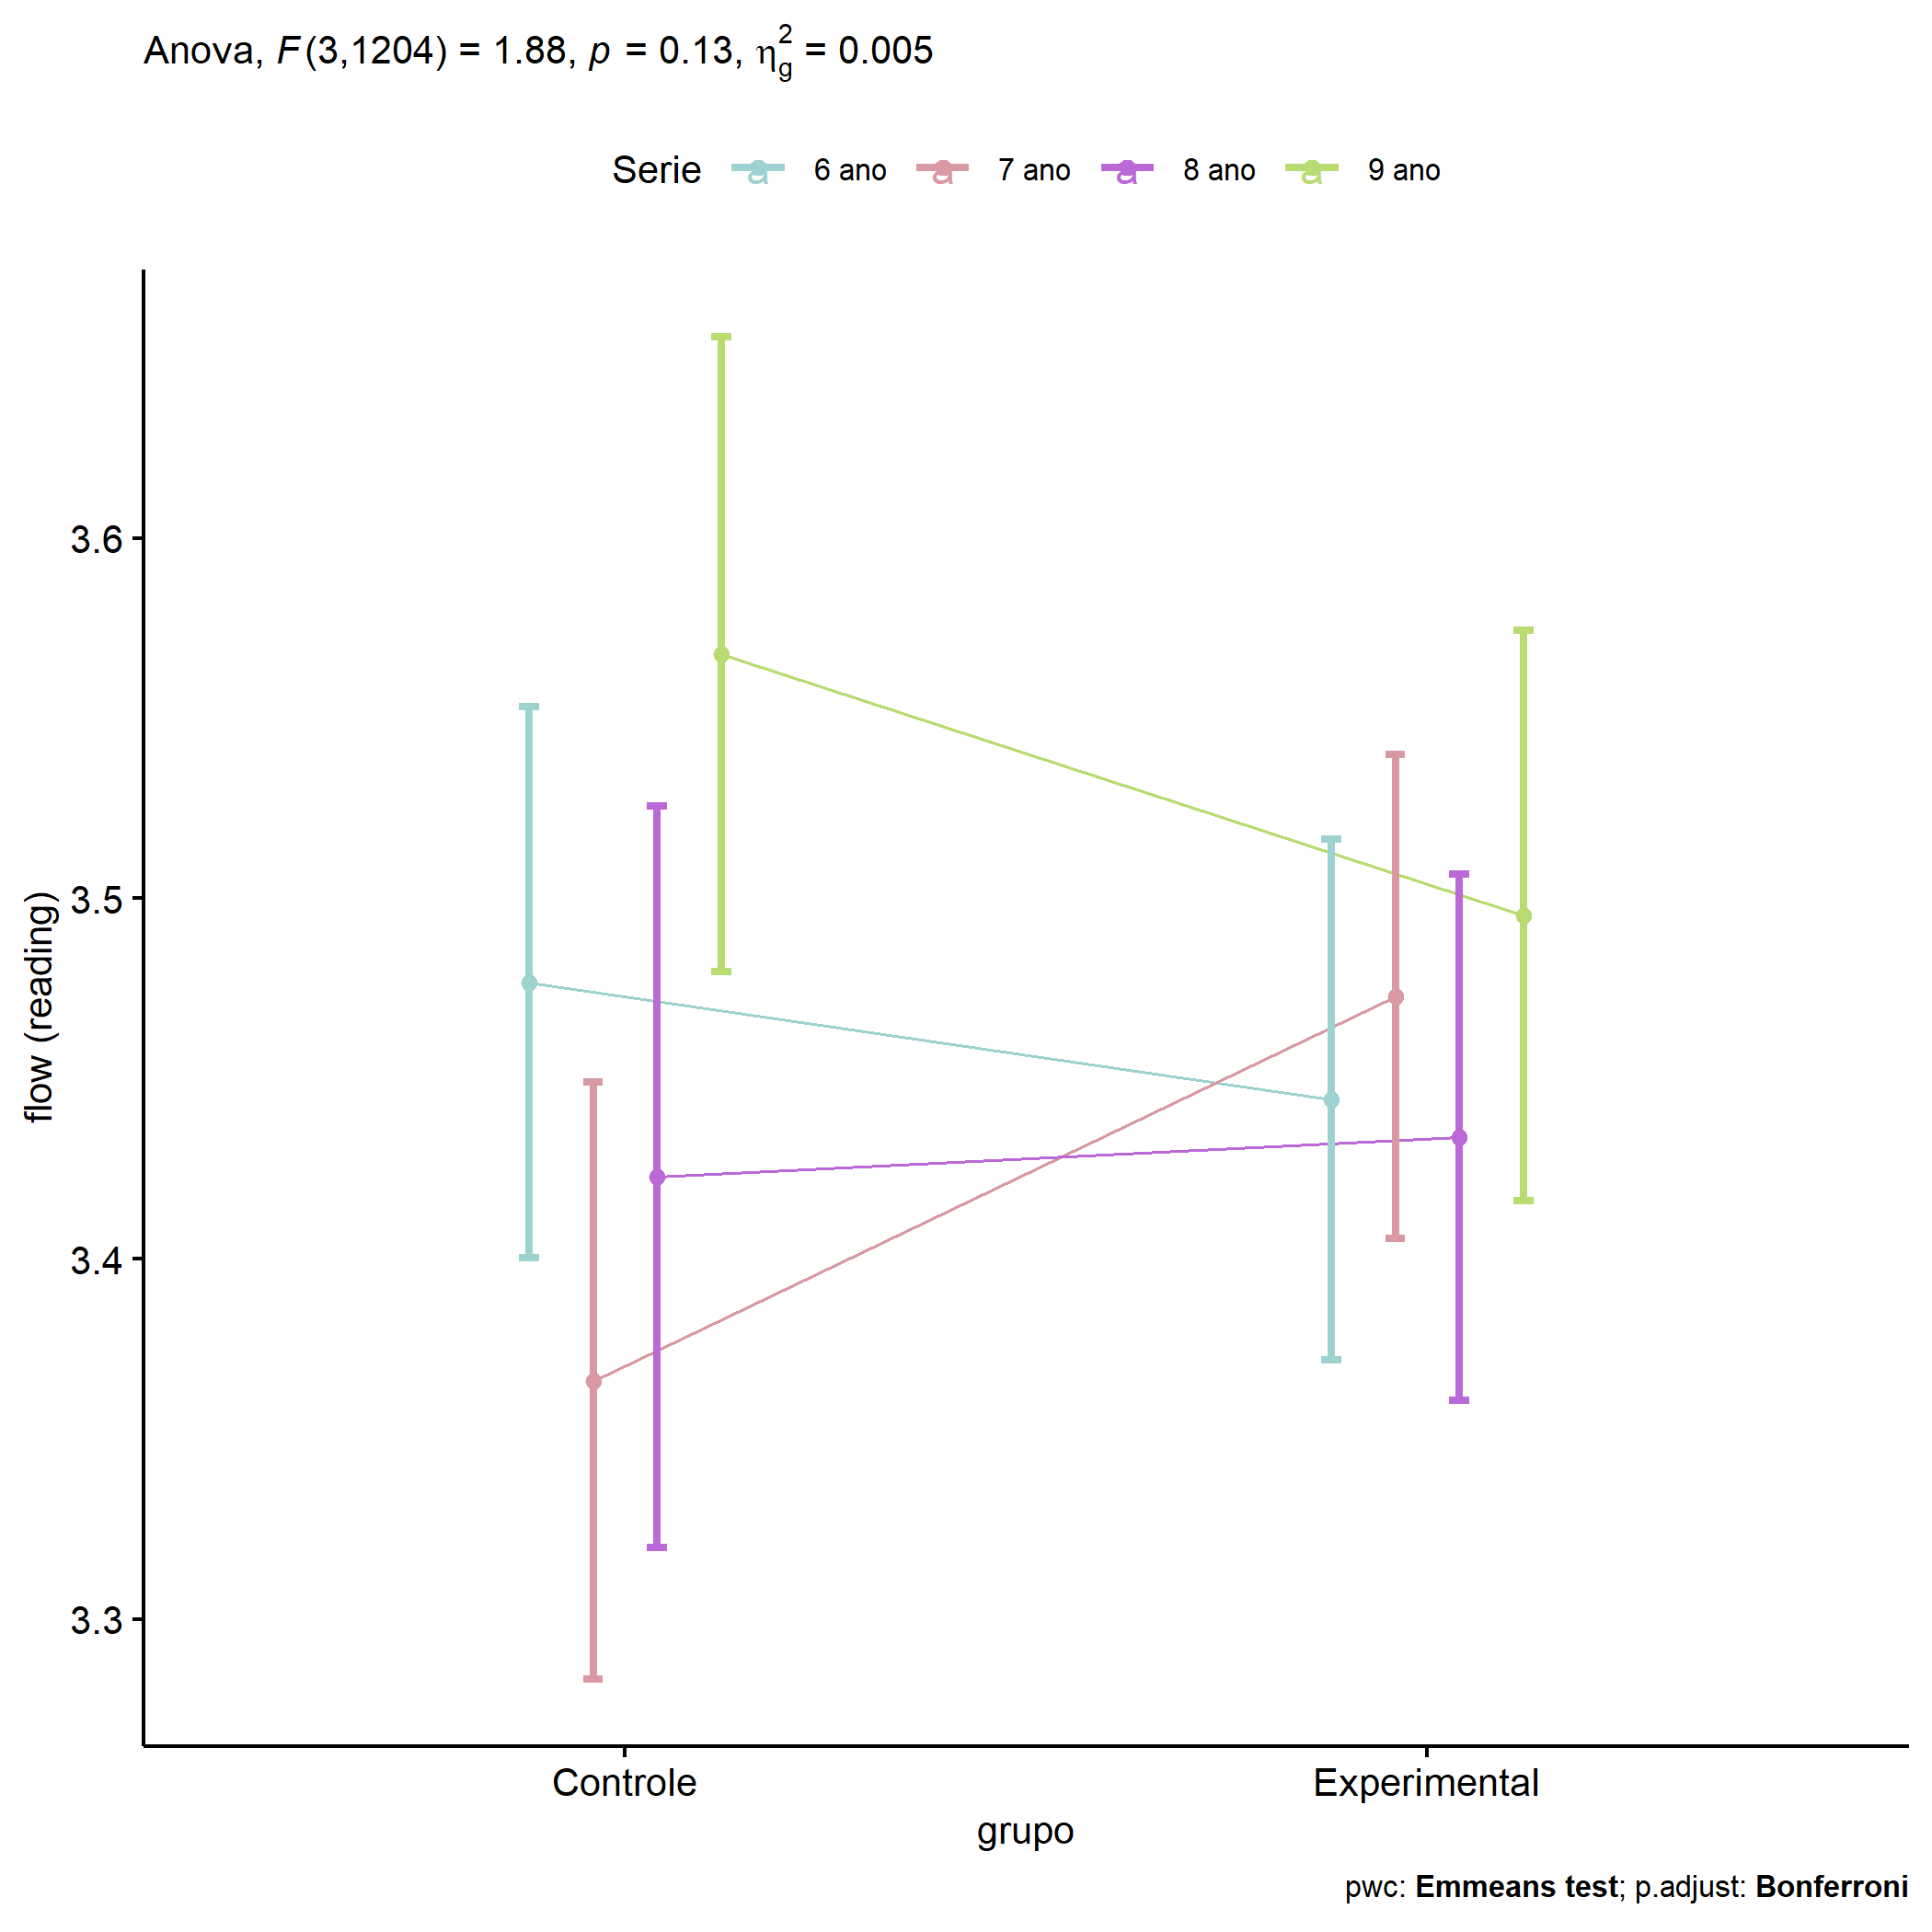 Anova, F(3,1204) = 1.88, p = 0.13, η²g = 0.005
Serie a 6 ano a 7 ano a 8 ano a 9 ano
3.6
3.5
3.4
3.3
flow (reading)
Controle Experimental
grupo
pwc: Emmeans test; p.adjust: Bonferroni